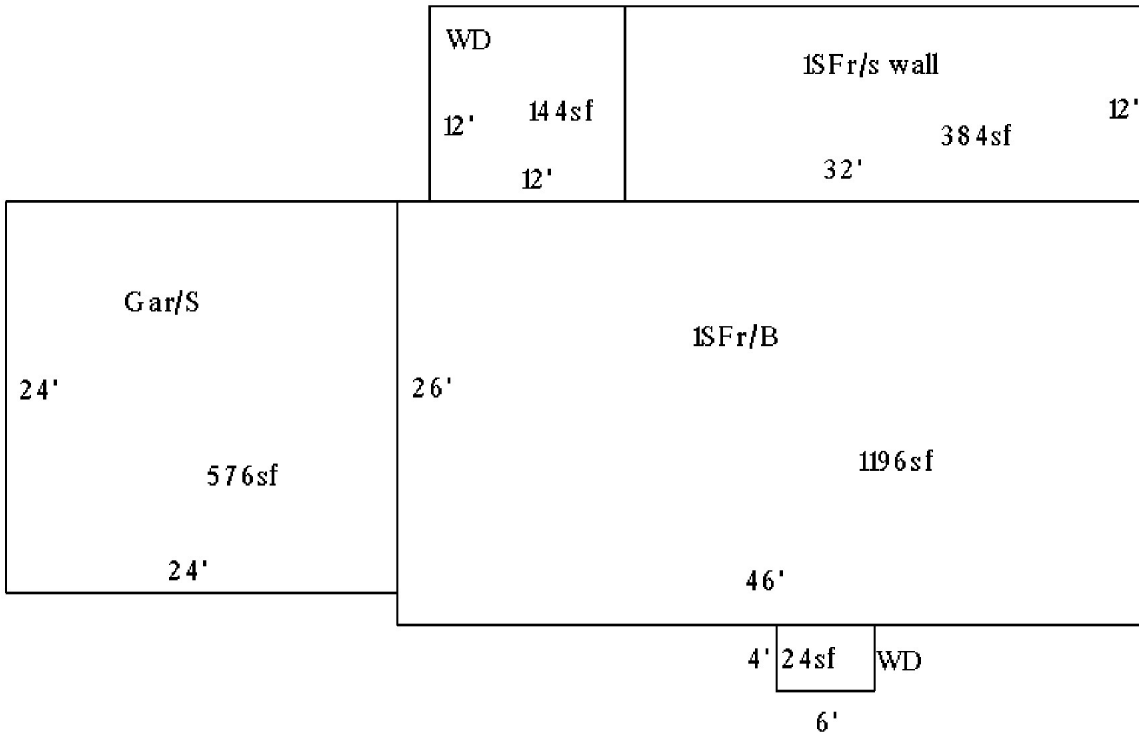 WD
1SFr/s wall
144sf
12'
12'
384sf
12'
32'
Gar/S
1SFr/B
24'
26'
576sf
1196sf
24'
46'
4'
24sf
WD
6'